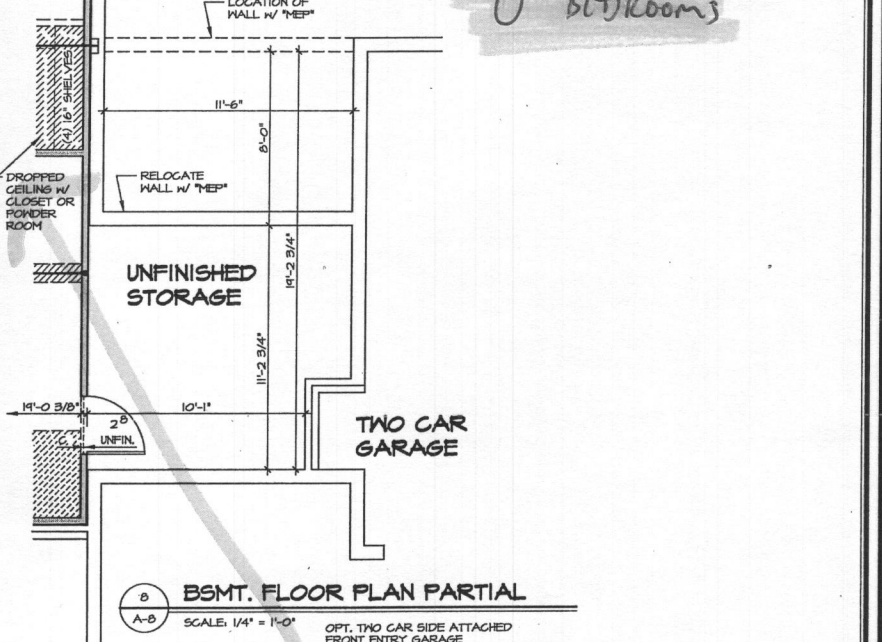 LOCATION OF
WALL W/ "MEP"
BEDROOMS
(4) 16" SHELVES
11'-6"
8'-0"
DROPPED
CEILING W/
CLOSET OR
POWDER
ROOM
RELOCATE
WALL W/ "MEP"
19'-2 3/4"
UNFINISHED
STORAGE
11'-2 3/4"
19'-0 3/8"
10'-1"
2⁸
UNFIN.
TWO CAR
GARAGE
8
A-8
BSMT. FLOOR PLAN PARTIAL
SCALE: 1/4" = 1'-0"
OPT. TWO CAR SIDE ATTACHED
FRONT ENTRY GARAGE